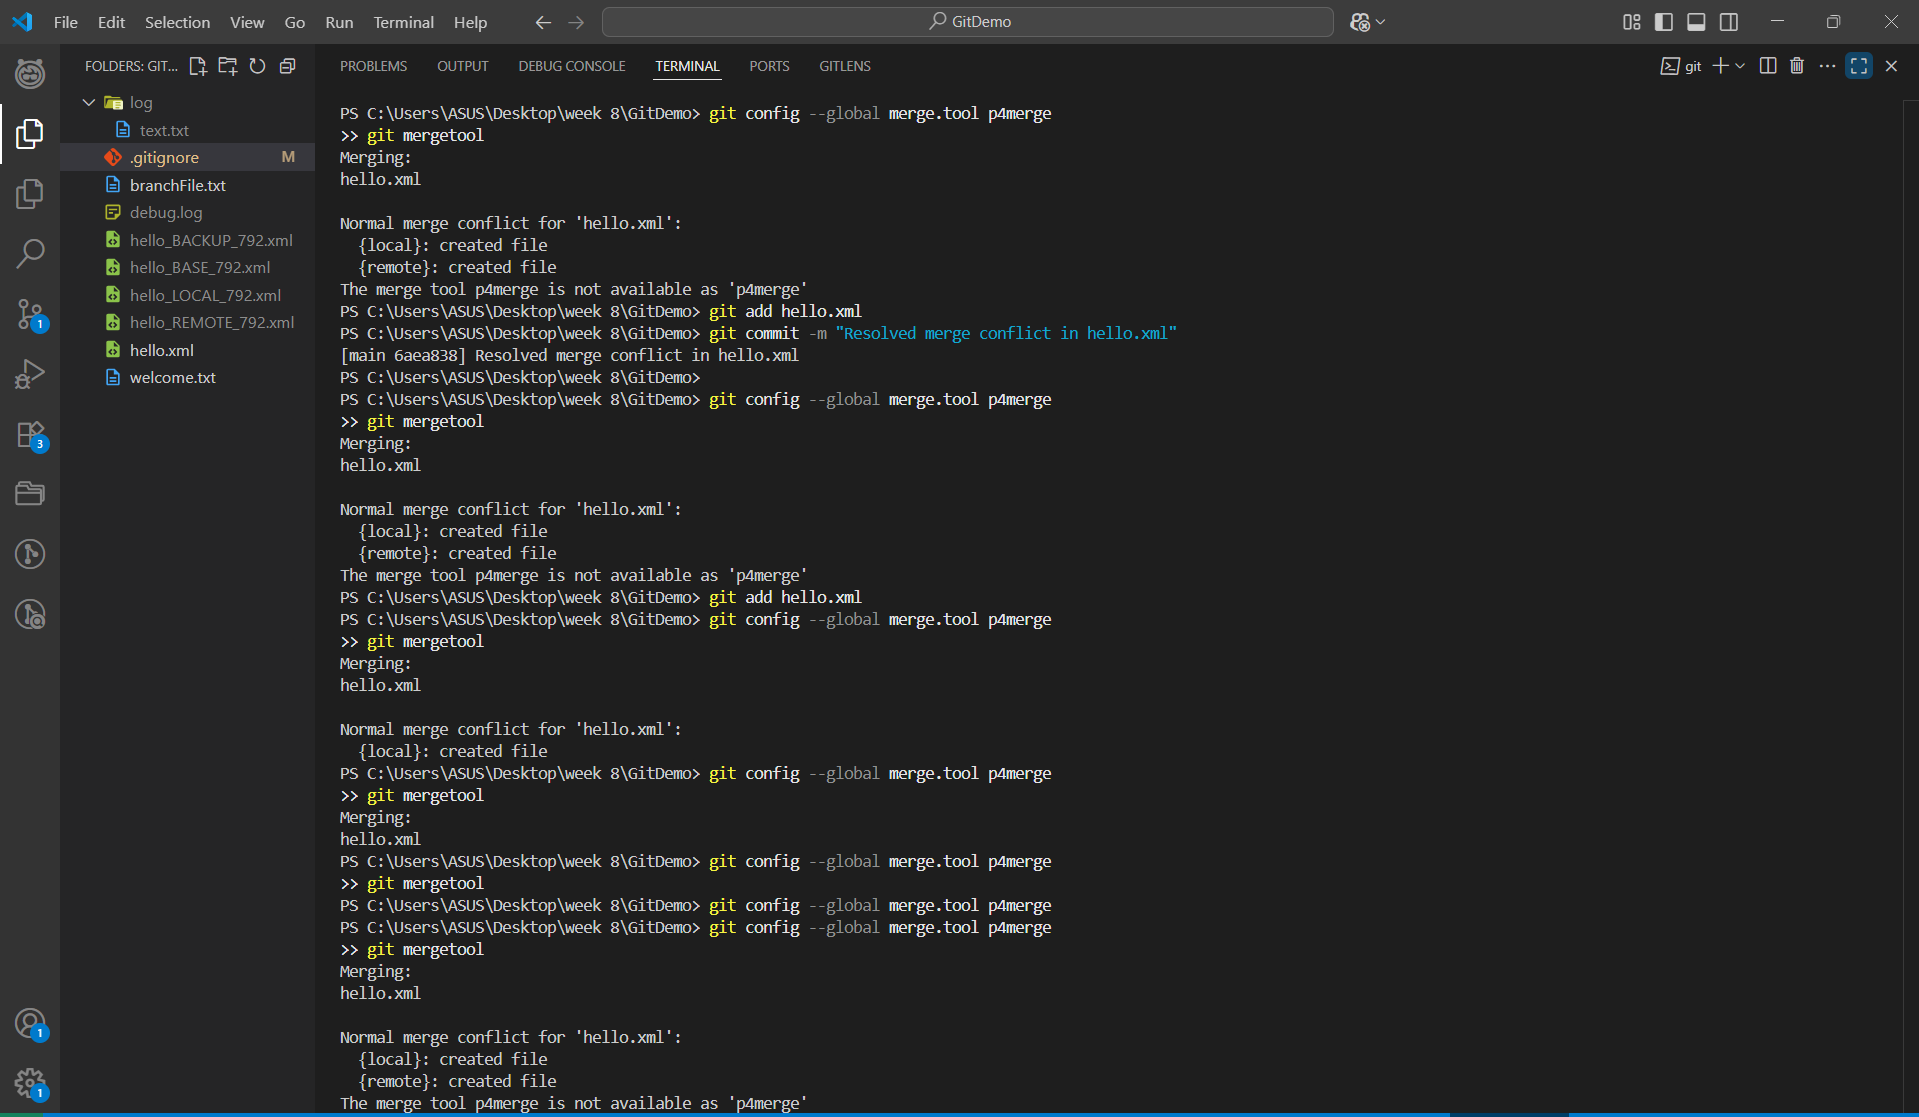 File Edit Selection View Go Run Terminal Help GitDemo
FOLDERS: GIT...
log
text.txt
.gitignore M
branchFile.txt
debug.log
hello_BACKUP_792.xml
hello_BASE_792.xml
hello_LOCAL_792.xml
hello_REMOTE_792.xml
hello.xml
welcome.txt
1
3
1
1
PROBLEMS OUTPUT DEBUG CONSOLE TERMINAL PORTS GITLENS git
PS C:\Users\ASUS\Desktop\week 8\GitDemo> git config --global merge.tool p4merge
>> git mergetool
Merging:
hello.xml
Normal merge conflict for 'hello.xml':
  {local}: created file
  {remote}: created file
The merge tool p4merge is not available as 'p4merge'
PS C:\Users\ASUS\Desktop\week 8\GitDemo> git add hello.xml
PS C:\Users\ASUS\Desktop\week 8\GitDemo> git commit -m "Resolved merge conflict in hello.xml"
[main 6aea838] Resolved merge conflict in hello.xml
PS C:\Users\ASUS\Desktop\week 8\GitDemo>
PS C:\Users\ASUS\Desktop\week 8\GitDemo> git config --global merge.tool p4merge
>> git mergetool
Merging:
hello.xml
Normal merge conflict for 'hello.xml':
  {local}: created file
  {remote}: created file
The merge tool p4merge is not available as 'p4merge'
PS C:\Users\ASUS\Desktop\week 8\GitDemo> git add hello.xml
PS C:\Users\ASUS\Desktop\week 8\GitDemo> git config --global merge.tool p4merge
>> git mergetool
Merging:
hello.xml
Normal merge conflict for 'hello.xml':
  {local}: created file
PS C:\Users\ASUS\Desktop\week 8\GitDemo> git config --global merge.tool p4merge
>> git mergetool
Merging:
hello.xml
PS C:\Users\ASUS\Desktop\week 8\GitDemo> git config --global merge.tool p4merge
>> git mergetool
PS C:\Users\ASUS\Desktop\week 8\GitDemo> git config --global merge.tool p4merge
PS C:\Users\ASUS\Desktop\week 8\GitDemo> git config --global merge.tool p4merge
>> git mergetool
Merging:
hello.xml
Normal merge conflict for 'hello.xml':
  {local}: created file
  {remote}: created file
The merge tool p4merge is not available as 'p4merge'